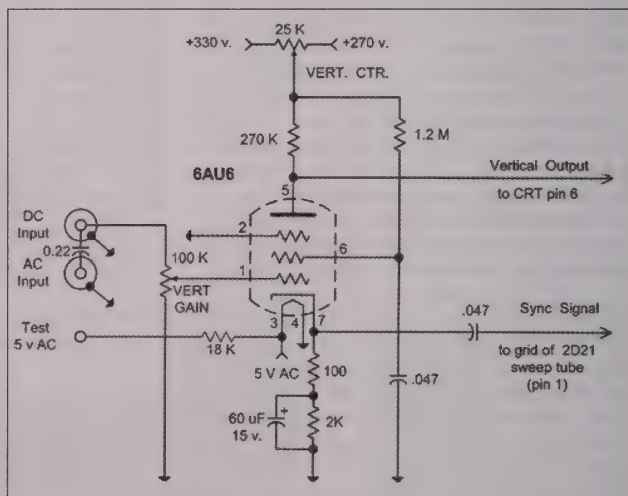 25 K
+330 v.
+270 v.
VERT. CTR.
270 K
1.2 M
6AU6
Vertical Output
to CRT pin 6
5
DC
Input
2
6
0.22
100 K
1
AC
Input
VERT
GAIN
3
4
7
Test
5 v AC
18 K
5 V AC
.047
Sync Signal
to grid of 2D21
sweep tube
(pin 1)
100
.047
60 uF
15 v.
+
2K